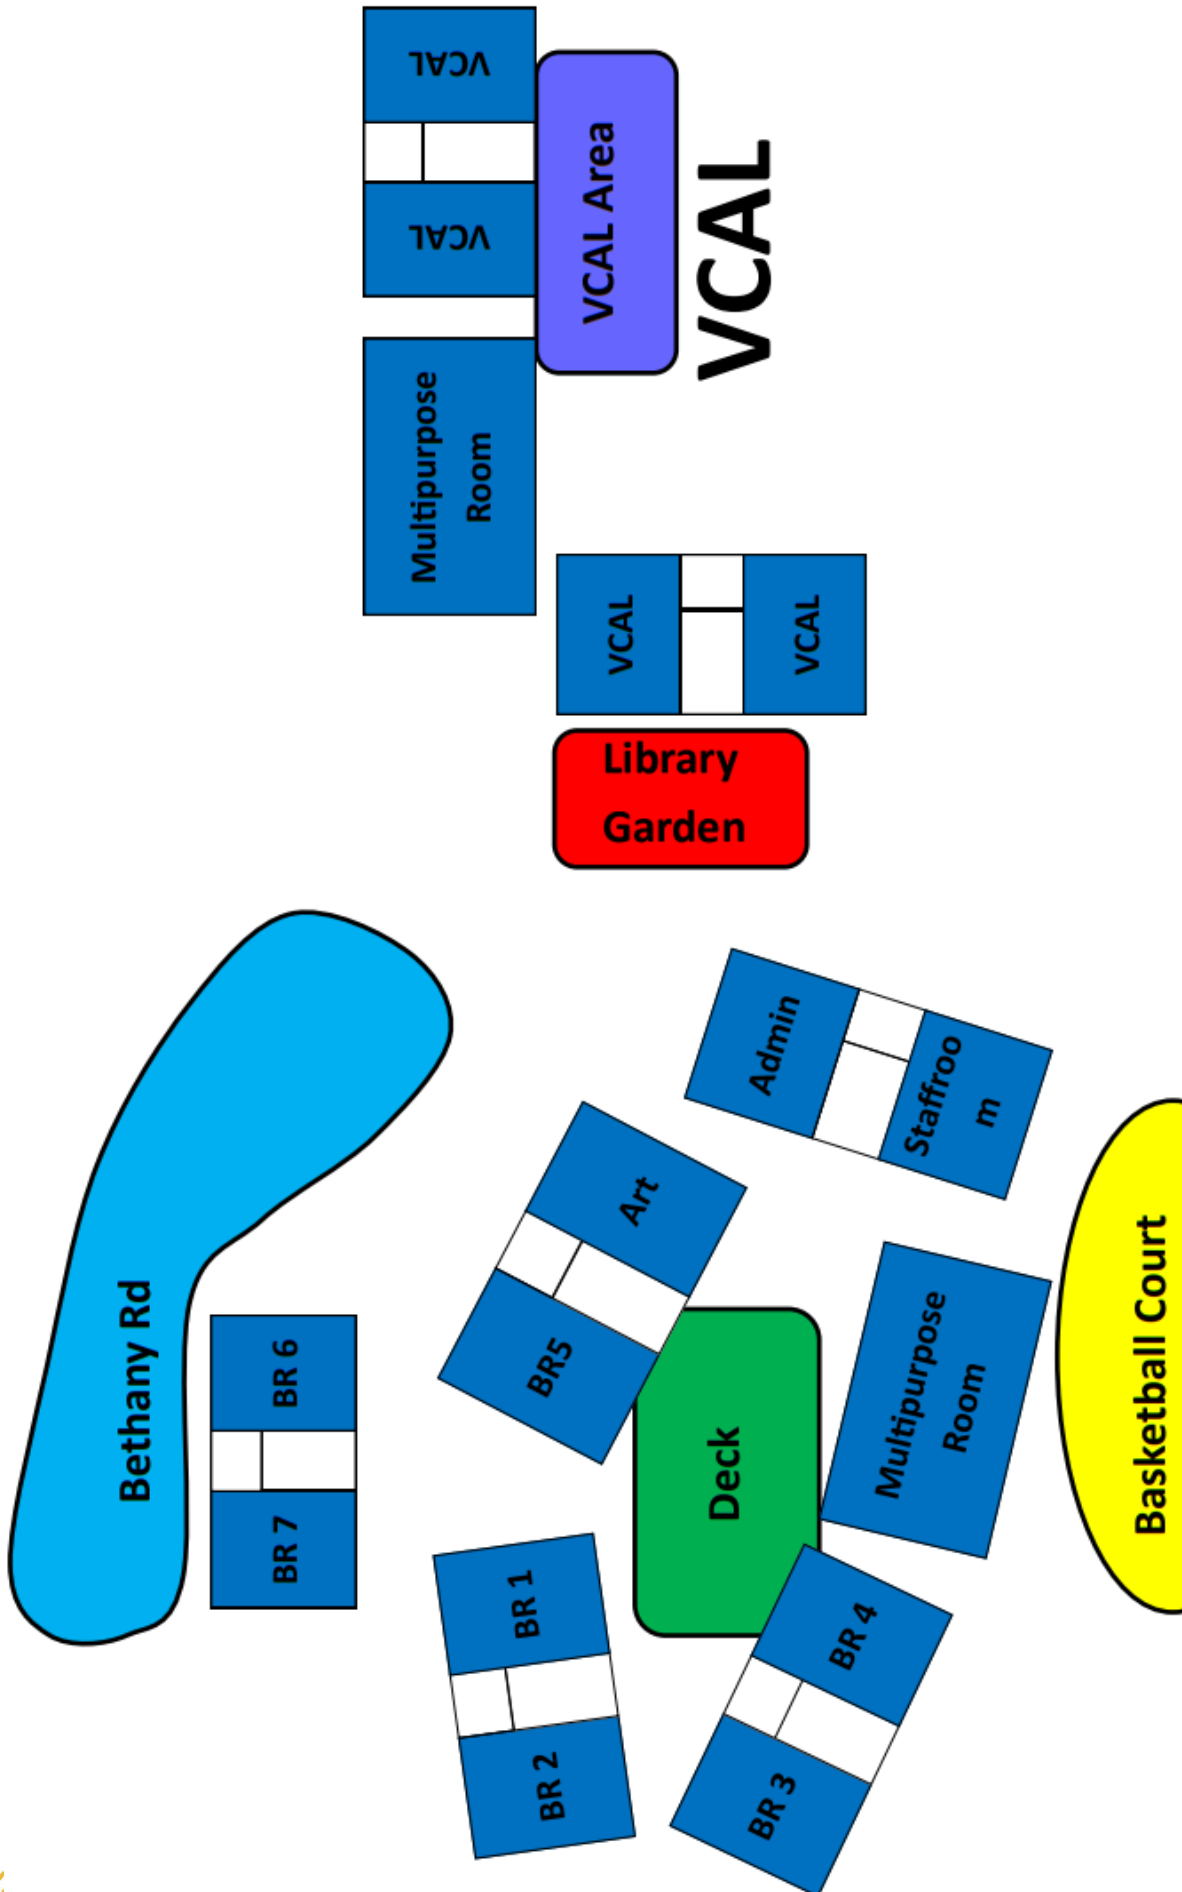 VCAL
VCAL
VCAL Area
VCAL
Multipurpose
Room
VCAL
VCAL
Library
Garden
Admin
Staffroo
m
Art
BR5
Bethany Rd
BR 6
BR 7
Deck
Multipurpose
Room
Basketball Court
BR 1
BR 2
BR 4
BR 3